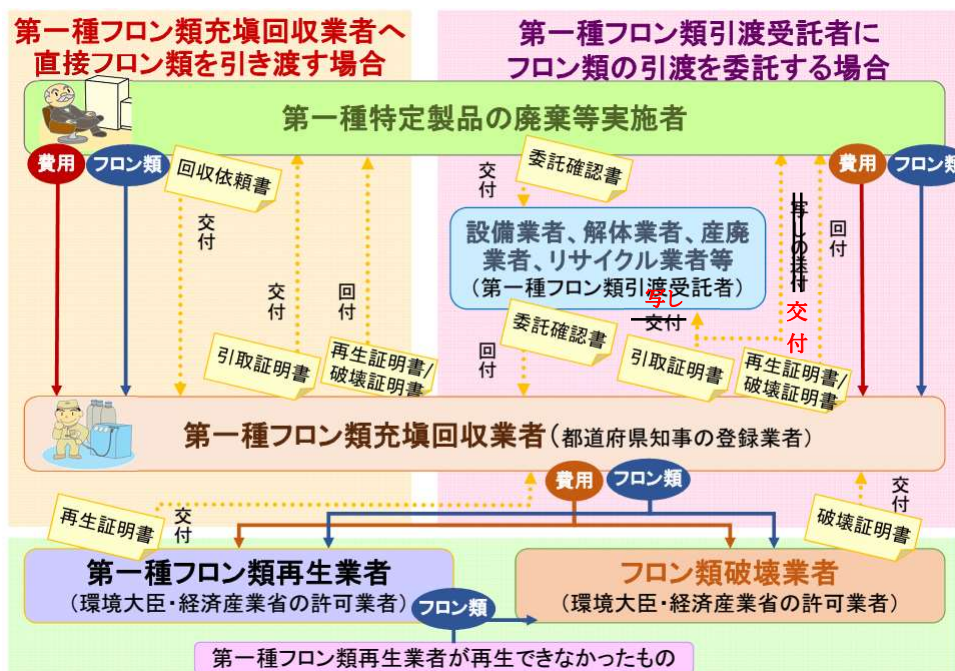 第一種フロン類充塡回収業者へ
直接フロン類を引き渡す場合
第一種フロン類引渡受託者に
フロン類の引渡を委託する場合
第一種特定製品の廃棄等実施者
費用
フロン類
回収依頼書
交付
交付
引取証明書
回付
再生証明書/
破壊証明書
交付
委託確認書
設備業者、解体業者、産廃
業者、リサイクル業者等
(第一種フロン類引渡受託者)
回付
委託確認書
写し
交付
引取証明書
写しの送付
交付
回付
再生証明書/
破壊証明書
費用
フロン類
第一種フロン類充塡回収業者(都道府県知事の登録業者)
費用
フロン類
再生証明書
交付
交付
破壊証明書
第一種フロン類再生業者
(環境大臣・経済産業省の許可業者)
フロン類破壊業者
(環境大臣・経済産業省の許可業者)
フロン類
第一種フロン類再生業者が再生できなかったもの